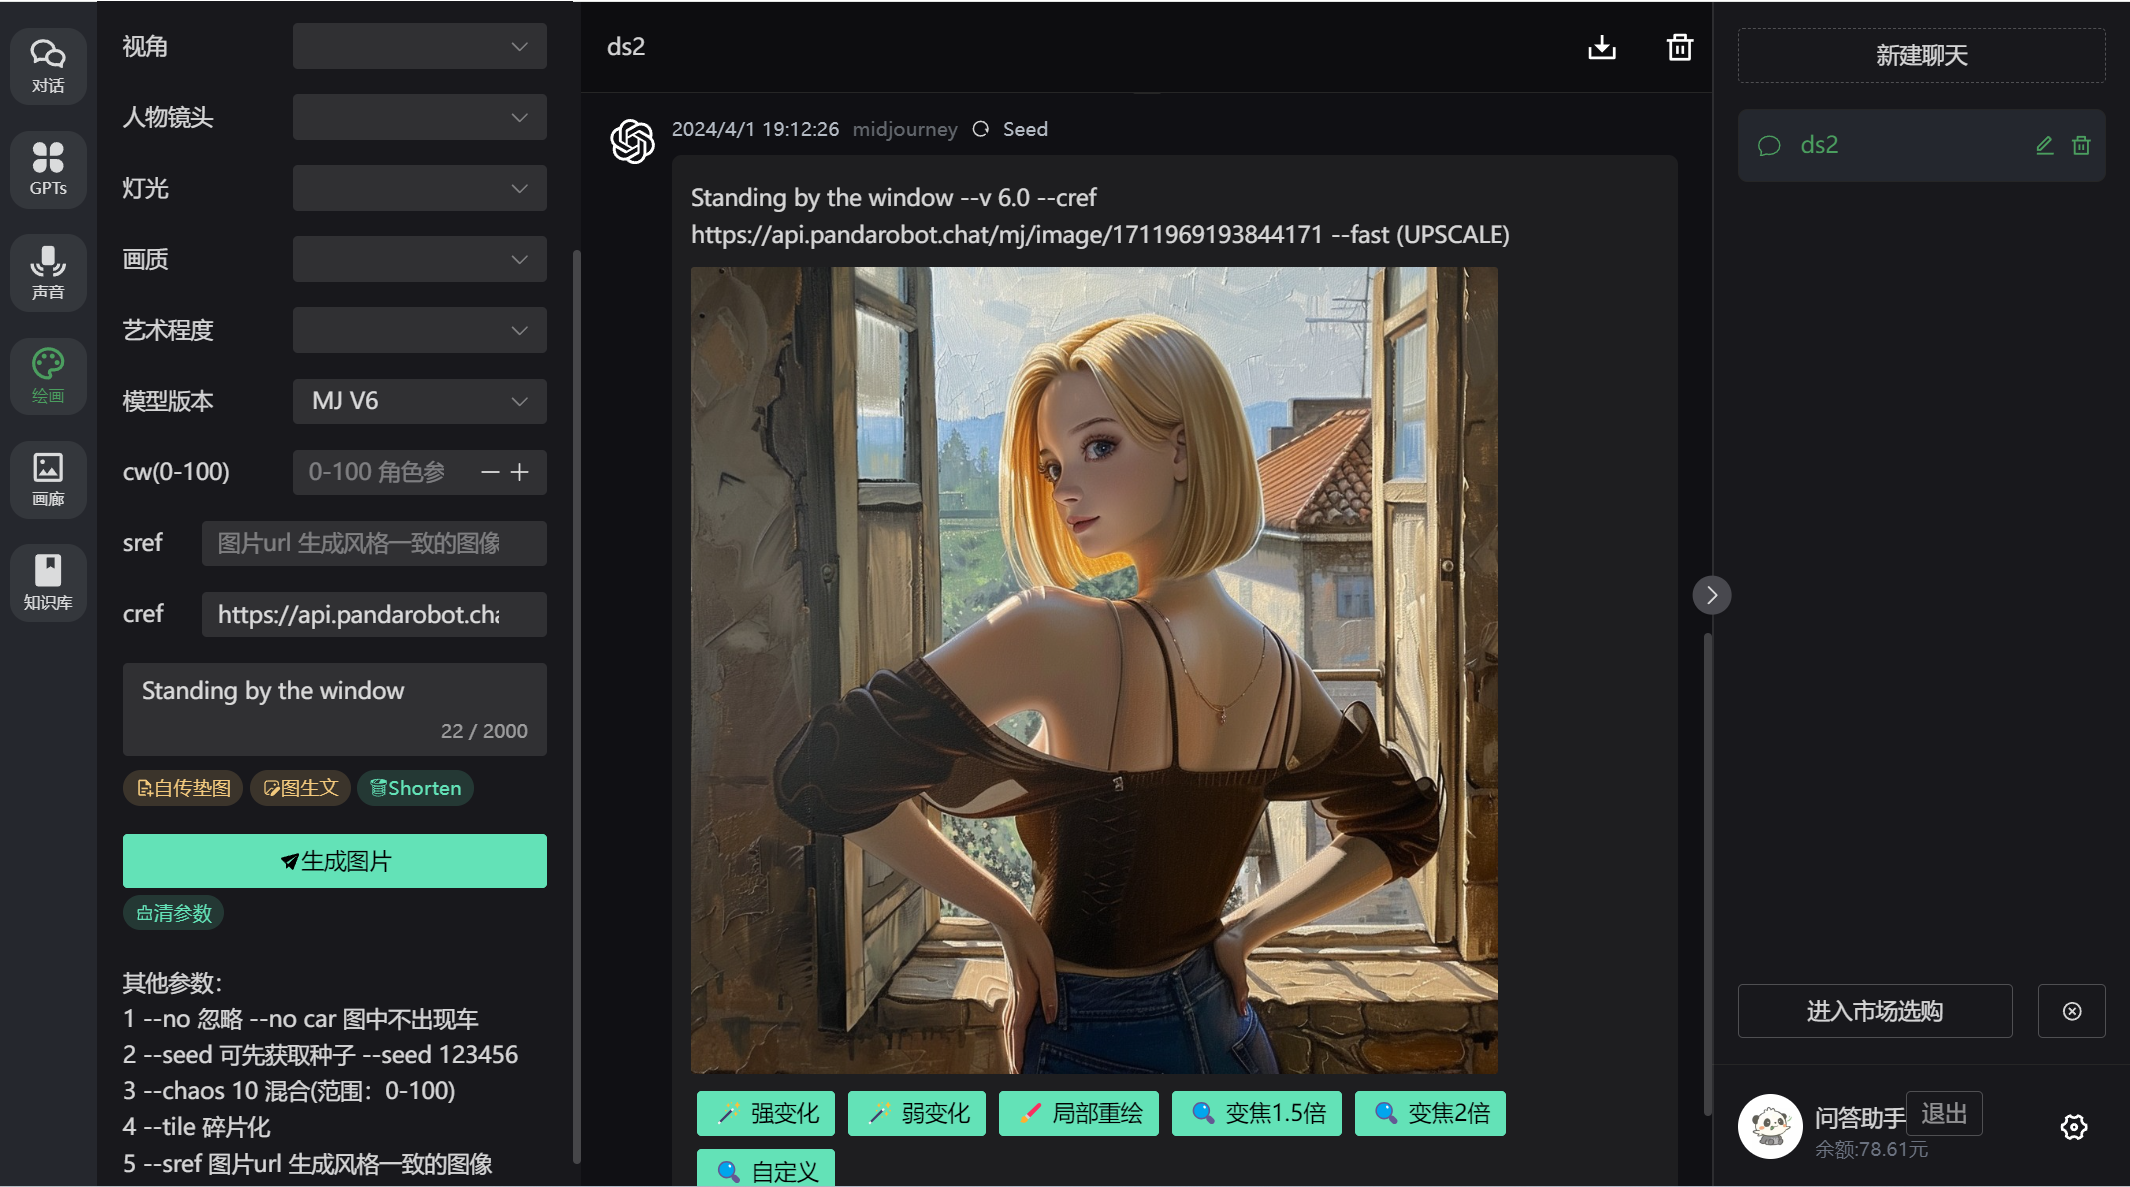 对话
GPTs
声音
绘画
画廊
知识库
视角
人物镜头
灯光
画质
艺术程度
模型版本 MJ V6
cw(0-100) 0-100 角色参
sref 图片url 生成风格一致的图像
cref https://api.pandarobot.cha
Standing by the window
22 / 2000
自传垫图 图生文 Shorten
生成图片
清参数
其他参数：
1 --no 忽略 --no car 图中不出现车
2 --seed 可先获取种子 --seed 123456
3 --chaos 10 混合(范围：0-100)
4 --tile 碎片化
5 --sref 图片url 生成风格一致的图像
ds2
2024/4/1 19:12:26 midjourney Seed
Standing by the window --v 6.0 --cref
https://api.pandarobot.chat/mj/image/1711969193844171 --fast (UPSCALE)
强变化 弱变化 局部重绘 变焦1.5倍 变焦2倍
自定义
新建聊天
ds2
进入市场选购
问答助手 退出
余额:78.61元